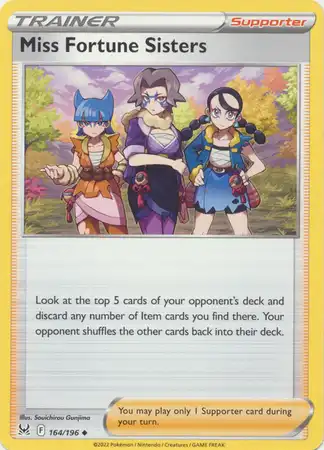 TRAINER Supporter
Miss Fortune Sisters
Look at the top 5 cards of your opponent's deck and
discard any number of Item cards you find there. Your
opponent shuffles the other cards back into their deck.
Illus. Souichirou Gunjima
F 164/196 ◆
You may play only 1 Supporter card during
your turn.
©2022 Pokémon / Nintendo / Creatures / GAME FREAK